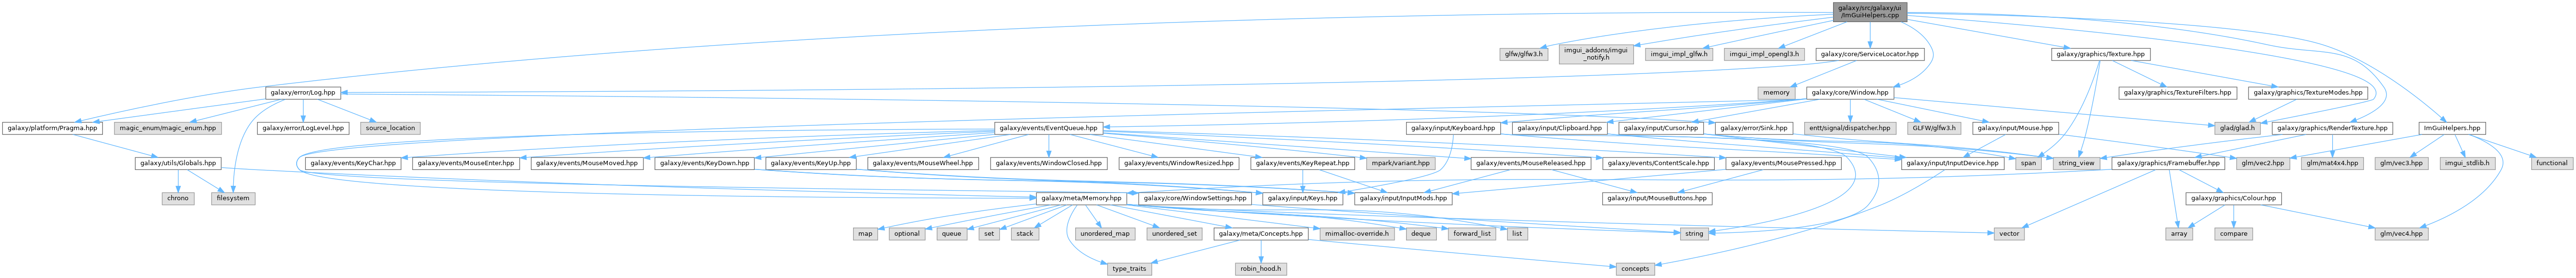 galaxy/src/galaxy/ui
/ImGuiHelpers.cpp
glfw/glfw3.h
imgui_addons/imgui
_notify.h
imgui_impl_glfw.h
imgui_impl_opengl3.h
galaxy/core/ServiceLocator.hpp
galaxy/graphics/Texture.hpp
galaxy/error/Log.hpp
memory
galaxy/core/Window.hpp
galaxy/graphics/TextureFilters.hpp
galaxy/graphics/TextureModes.hpp
galaxy/platform/Pragma.hpp
magic_enum/magic_enum.hpp
galaxy/error/LogLevel.hpp
source_location
galaxy/events/EventQueue.hpp
galaxy/input/Keyboard.hpp
galaxy/input/Clipboard.hpp
galaxy/input/Cursor.hpp
galaxy/error/Sink.hpp
entt/signal/dispatcher.hpp
GLFW/glfw3.h
galaxy/input/Mouse.hpp
glad/glad.h
galaxy/graphics/RenderTexture.hpp
ImGuiHelpers.hpp
galaxy/utils/Globals.hpp
galaxy/events/KeyChar.hpp
galaxy/events/MouseEnter.hpp
galaxy/events/MouseMoved.hpp
galaxy/events/KeyDown.hpp
galaxy/events/KeyUp.hpp
galaxy/events/MouseWheel.hpp
galaxy/events/WindowClosed.hpp
galaxy/events/WindowResized.hpp
galaxy/events/KeyRepeat.hpp
mpark/variant.hpp
galaxy/events/MouseReleased.hpp
galaxy/events/ContentScale.hpp
galaxy/events/MousePressed.hpp
galaxy/input/InputDevice.hpp
span
string_view
galaxy/graphics/Framebuffer.hpp
glm/vec2.hpp
glm/mat4x4.hpp
glm/vec3.hpp
imgui_stdlib.h
functional
chrono
filesystem
galaxy/meta/Memory.hpp
galaxy/core/WindowSettings.hpp
galaxy/input/Keys.hpp
galaxy/input/InputMods.hpp
galaxy/input/MouseButtons.hpp
galaxy/graphics/Colour.hpp
map
optional
queue
set
stack
unordered_map
unordered_set
galaxy/meta/Concepts.hpp
mimalloc-override.h
deque
forward_list
list
string
vector
array
compare
glm/vec4.hpp
type_traits
robin_hood.h
concepts